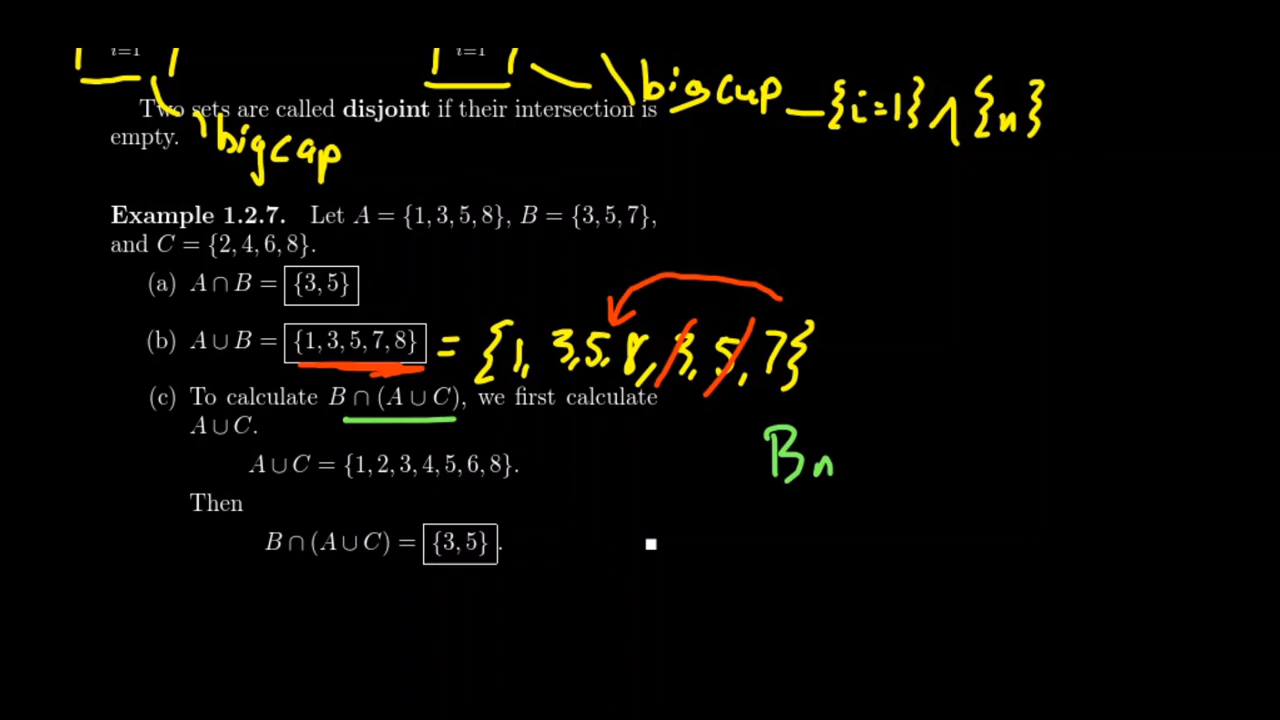 i=1 i=1
\bigcup_{i=1}^{n}
Two sets are called disjoint if their intersection is
empty.
\bigcap
Example 1.2.7. Let A = {1, 3, 5, 8}, B = {3, 5, 7},
and C = {2, 4, 6, 8}.
(a) A ∩ B = {3, 5}
(b) A ∪ B = {1, 3, 5, 7, 8} = {1, 3, 5, 8, 3, 5, 7}
(c) To calculate B ∩ (A ∪ C), we first calculate
A ∪ C.
B ∩
A ∪ C = {1, 2, 3, 4, 5, 6, 8}.
Then
B ∩ (A ∪ C) = {3, 5}.